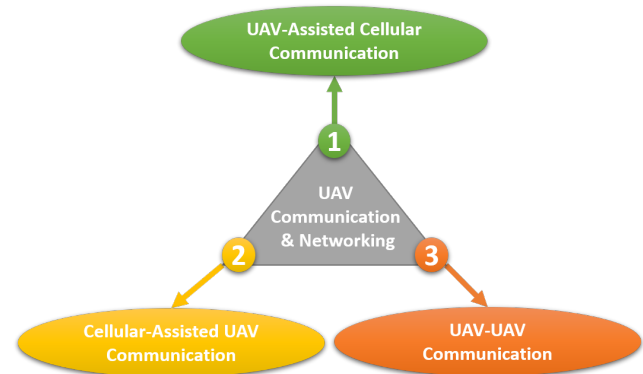 UAV-Assisted Cellular
Communication
1
UAV
Communication
& Networking
2
3
Cellular-Assisted UAV
Communication
UAV-UAV
Communication